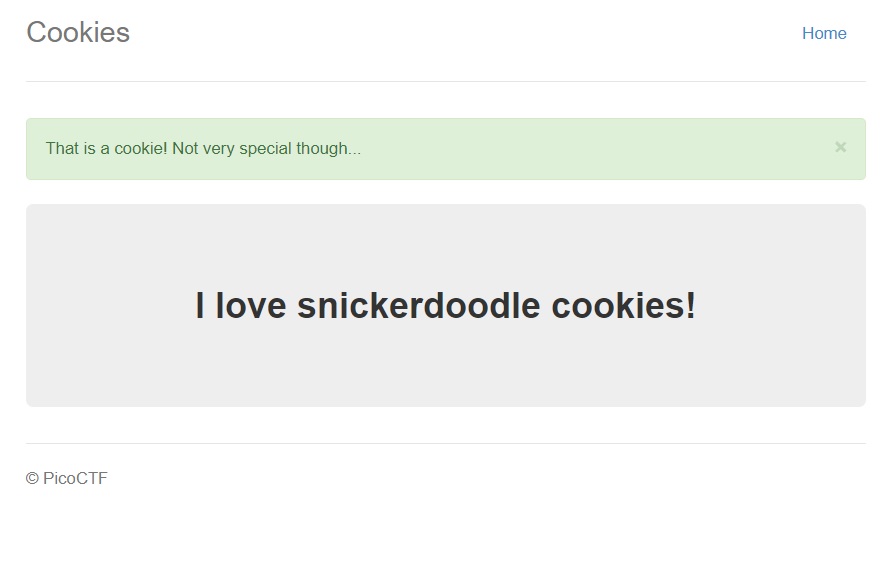 Cookies
Home
That is a cookie! Not very special though...
×
I love snickerdoodle cookies!
© PicoCTF